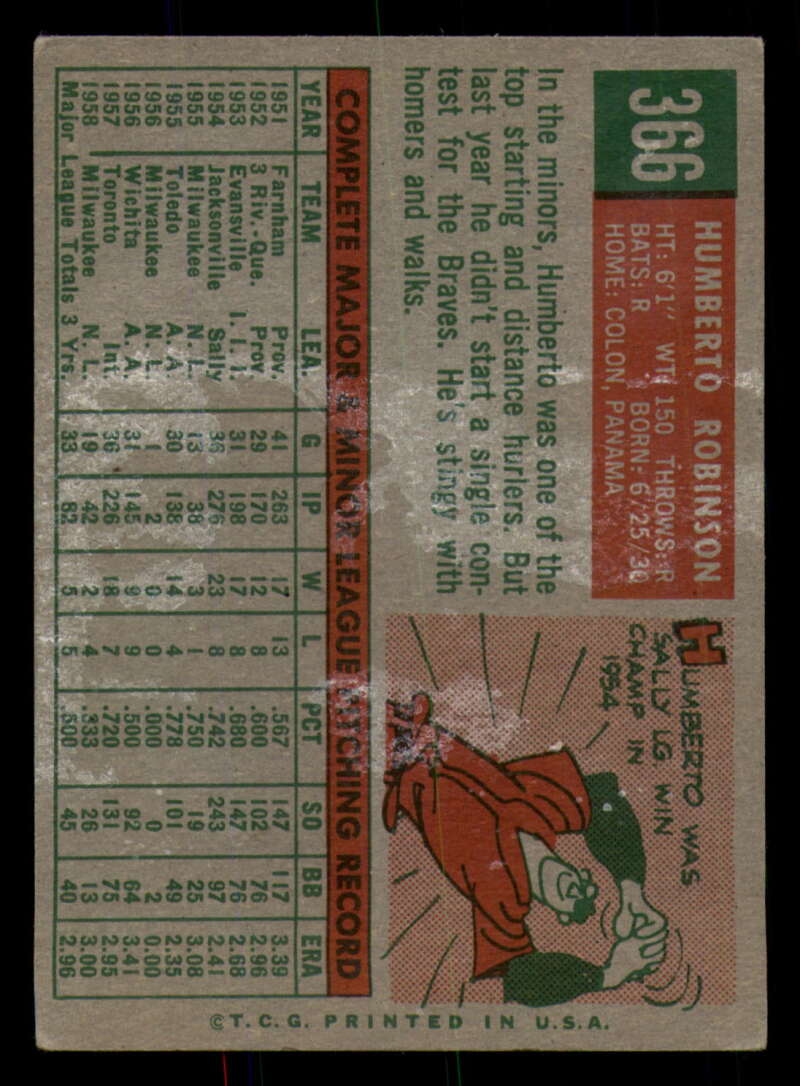 366
HUMBERTO ROBINSON
HT: 6'1" WT: 150 THROWS: R
BATS: R BORN: 6/25/30
HOME: COLON, PANAMA
In the minors, Humberto was one of the
top starting and distance hurlers. But
last year he didn't start a single con-
test for the Braves. He's stingy with
homers and walks.
HUMBERTO WAS
SALLY LG WIN
CHAMP IN
1954
COMPLETE MAJOR & MINOR LEAGUE PITCHING RECORD
YEAR TEAM LEA. G IP W L PCT SO BB ERA
1951 Farnham Prov. 41 263 17 13 .567 147 117 3.39
1952 3 Riv.-Que. Prov. 29 170 12 8 .600 102 76 2.96
1953 Evansville I. I. I. 31 198 17 8 .680 147 76 2.68
1954 Jacksonville Sally 36 276 23 8 .742 243 97 2.41
1955 Milwaukee N. L. 13 38 3 1 .750 19 25 3.08
1955 Toledo A. A. 30 138 14 4 .778 101 49 2.35
1956 Milwaukee N. L. 1 2 0 0 .000 0 2 0.00
1956 Wichita A. A. 31 145 9 9 .500 92 64 3.41
1957 Toronto Int. 36 226 18 7 .720 131 75 2.95
1958 Milwaukee N. L. 19 42 2 4 .333 26 13 3.00
Major League Totals 3 Yrs. 33 82 5 5 .500 45 40 2.96
© T. C. G. PRINTED IN U.S.A.